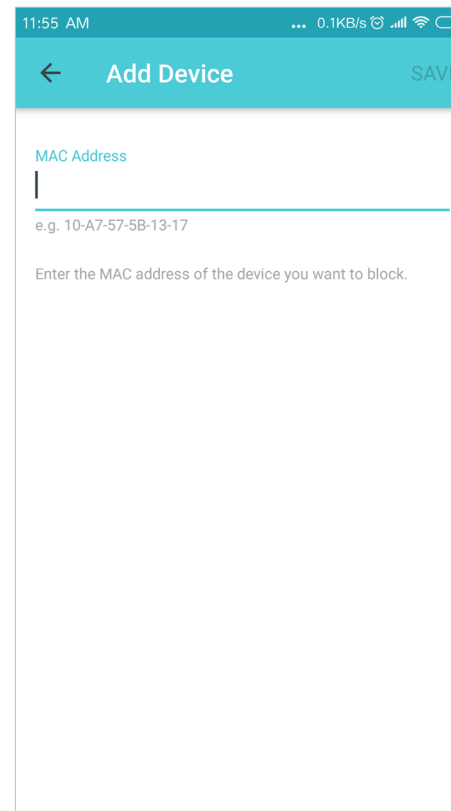 11:55 AM ... 0.1KB/s
Add Device
MAC Address
e.g. 10-A7-57-5B-13-17
Enter the MAC address of the device you want to block.